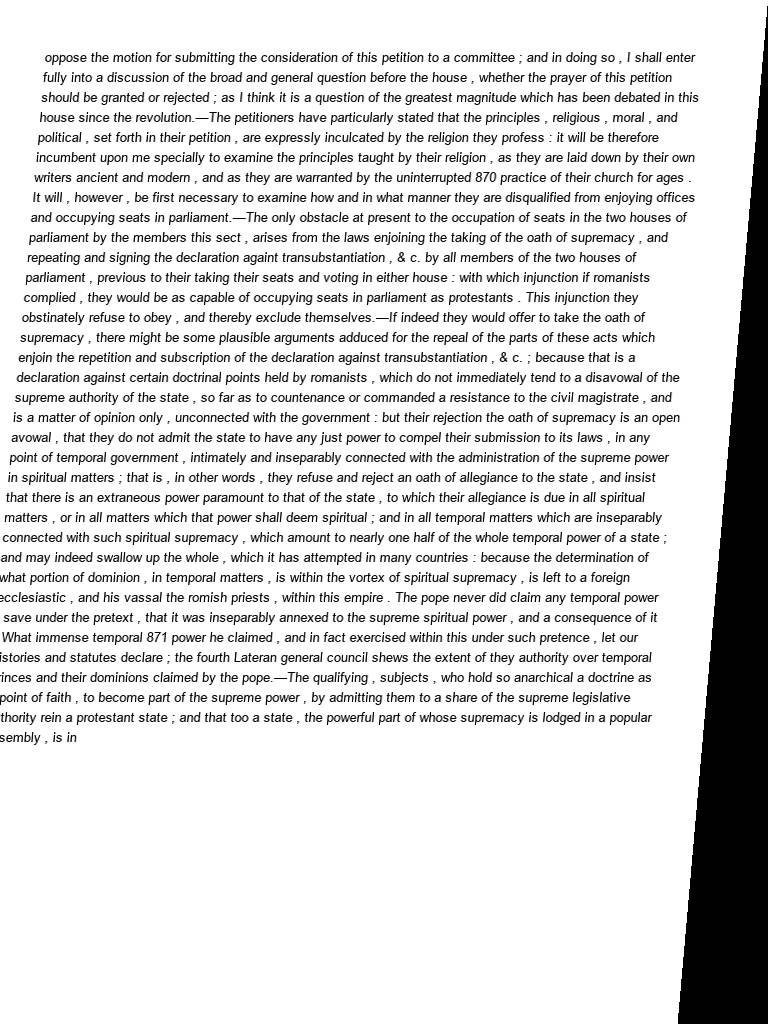 oppose the motion for submitting the consideration of this petition to a committee ; and in doing so , I shall enter
fully into a discussion of the broad and general question before the house , whether the prayer of this petition
should be granted or rejected ; as I think it is a question of the greatest magnitude which has been debated in this
house since the revolution.—The petitioners have particularly stated that the principles , religious , moral , and
political , set forth in their petition , are expressly inculcated by the religion they profess : it will be therefore
incumbent upon me specially to examine the principles taught by their religion , as they are laid down by their own
writers ancient and modern , and as they are warranted by the uninterrupted 870 practice of their church for ages .
It will , however , be first necessary to examine how and in what manner they are disqualified from enjoying offices
and occupying seats in parliament.—The only obstacle at present to the occupation of seats in the two houses of
parliament by the members this sect , arises from the laws enjoining the taking of the oath of supremacy , and
repeating and signing the declaration againt transubstantiation , & c. by all members of the two houses of
parliament , previous to their taking their seats and voting in either house : with which injunction if romanists
complied , they would be as capable of occupying seats in parliament as protestants . This injunction they
obstinately refuse to obey , and thereby exclude themselves.—If indeed they would offer to take the oath of
supremacy , there might be some plausible arguments adduced for the repeal of the parts of these acts which
enjoin the repetition and subscription of the declaration against transubstantiation , & c. ; because that is a
declaration against certain doctrinal points held by romanists , which do not immediately tend to a disavowal of the
supreme authority of the state , so far as to countenance or commanded a resistance to the civil magistrate , and
is a matter of opinion only , unconnected with the government : but their rejection the oath of supremacy is an open
avowal , that they do not admit the state to have any just power to compel their submission to its laws , in any
point of temporal government , intimately and inseparably connected with the administration of the supreme power
in spiritual matters ; that is , in other words , they refuse and reject an oath of allegiance to the state , and insist
that there is an extraneous power paramount to that of the state , to which their allegiance is due in all spiritual
matters , or in all matters which that power shall deem spiritual ; and in all temporal matters which are inseparably
connected with such spiritual supremacy , which amount to nearly one half of the whole temporal power of a state ;
and may indeed swallow up the whole , which it has attempted in many countries : because the determination of
what portion of dominion , in temporal matters , is within the vortex of spiritual supremacy , is left to a foreign
ecclesiastic , and his vassal the romish priests , within this empire . The pope never did claim any temporal power
save under the pretext , that it was inseparably annexed to the supreme spiritual power , and a consequence of it
What immense temporal 871 power he claimed , and in fact exercised within this under such pretence , let our
istories and statutes declare ; the fourth Lateran general council shews the extent of they authority over temporal
rinces and their dominions claimed by the pope.—The qualifying , subjects , who hold so anarchical a doctrine as
point of faith , to become part of the supreme power , by admitting them to a share of the supreme legislative
thority rein a protestant state ; and that too a state , the powerful part of whose supremacy is lodged in a popular
sembly , is in